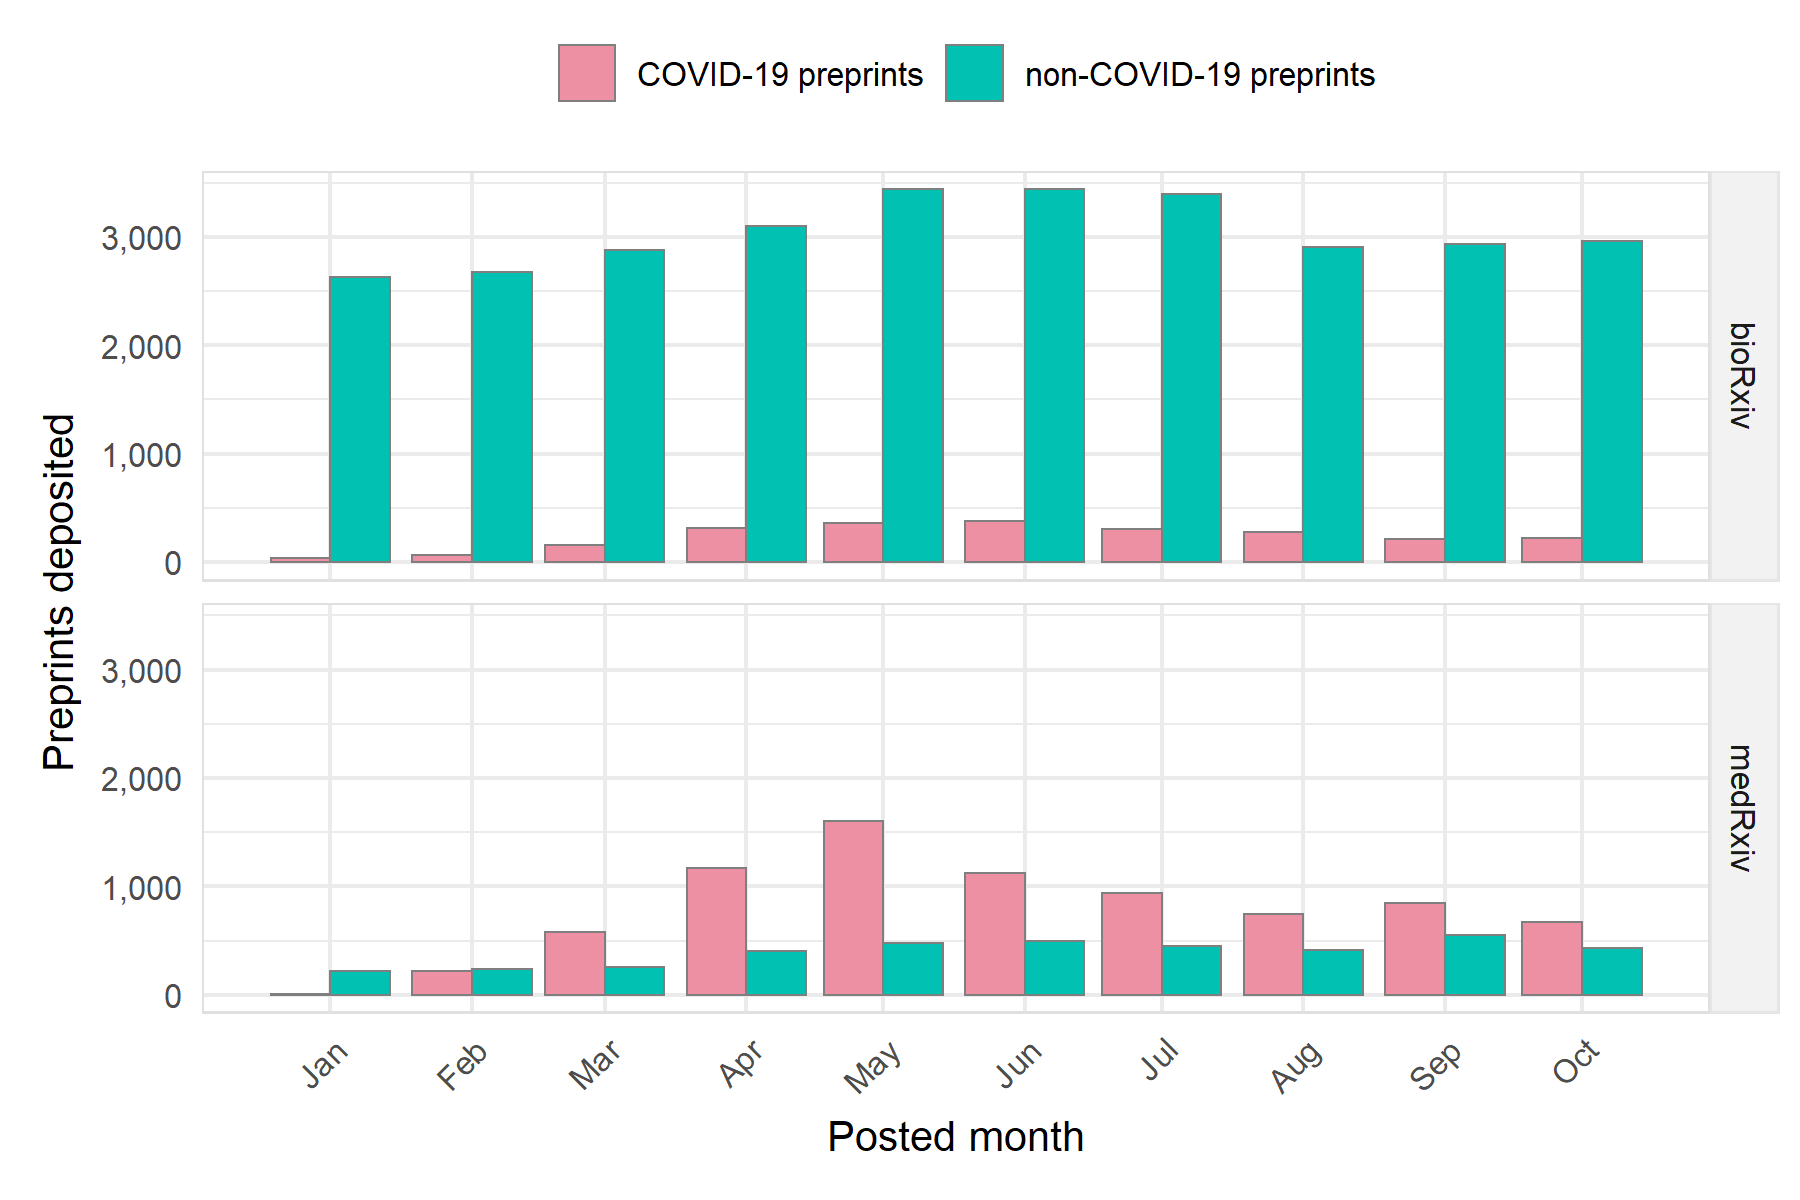 COVID-19 preprints non-COVID-19 preprints
Preprints deposited
3,000
2,000
1,000
0
bioRxiv
3,000
2,000
1,000
0
medRxiv
Jan Feb Mar Apr May Jun Jul Aug Sep Oct
Posted month